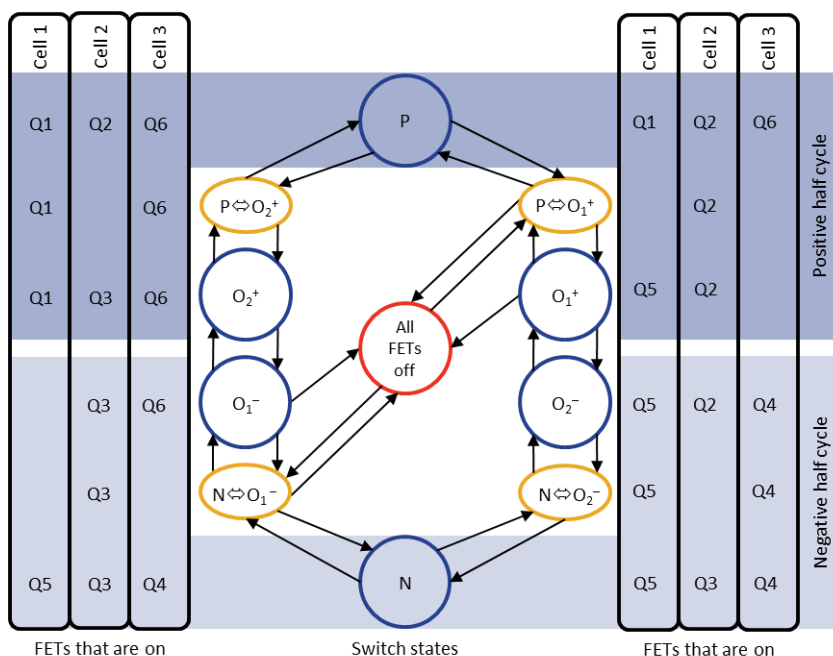 Cell 1 Cell 2 Cell 3 Cell 1 Cell 2 Cell 3
Q1 Q2 Q6 P Q1 Q2 Q6
Q1 Q6 P⇔O₂⁺ P⇔O₁⁺ Q2
Positive half cycle
Q1 Q3 Q6 O₂⁺ O₁⁺ Q5 Q2
All
FETs
off
Q3 Q6 O₁⁻ O₂⁻ Q5 Q2 Q4
Q3 N⇔O₁⁻ N⇔O₂⁻ Q5 Q4
Negative half cycle
Q5 Q3 Q4 N Q5 Q3 Q4
FETs that are on Switch states FETs that are on